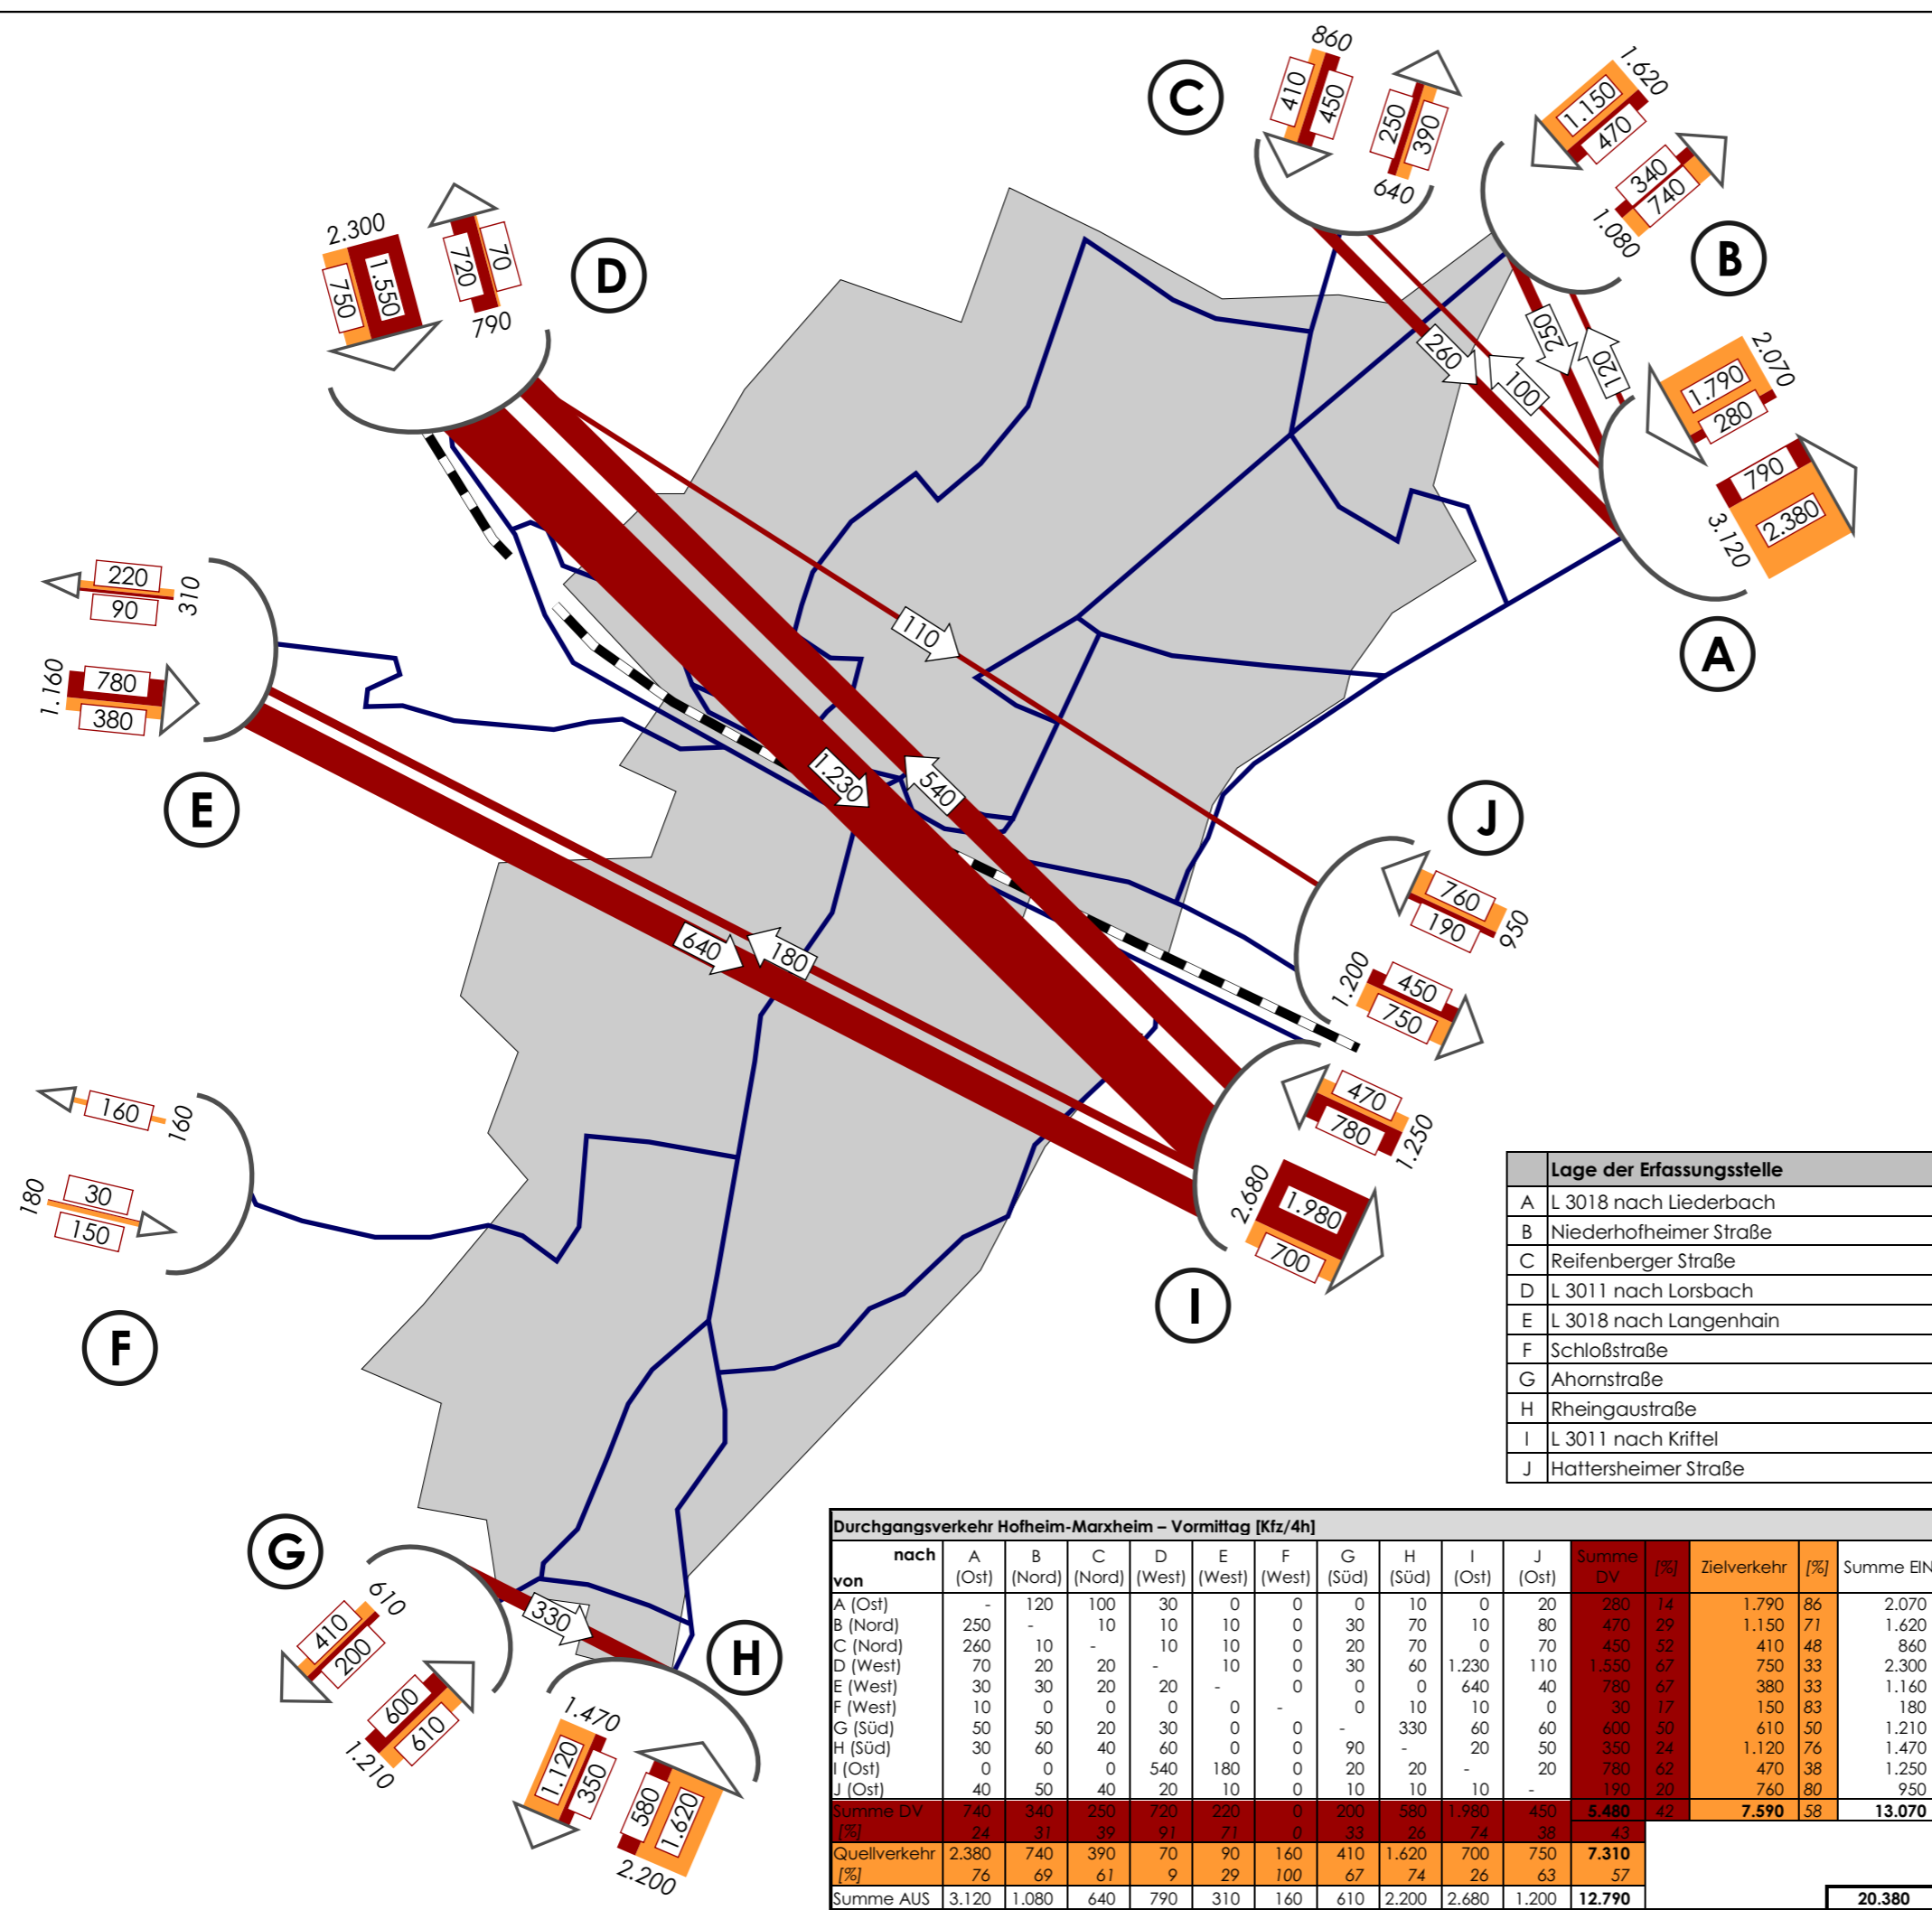 C
860
410
450
250
390
640
1.620
1.150
470
340
740
1.080
B
2.300
750
1.550
720
70
790
D
260
100
250
120
2.070
1.790
280
790
2.380
3.120
A
220
90
310
1.160
780
380
E
110
1.230
540
640
180
J
760
190
950
1.200
450
750
470
780
1.250
2.680
1.980
700
I
160
160
180
30
150
F
Lage der Erfassungsstelle
A L 3018 nach Liederbach
B Niederhofheimer Straße
C Reifenberger Straße
D L 3011 nach Lorsbach
E L 3018 nach Langenhain
F Schloßstraße
G Ahornstraße
H Rheingaustraße
I L 3011 nach Kriftel
J Hattersheimer Straße
G
610
410
200
600
610
1.210
330
H
1.470
1.120
350
580
1.620
2.200
Durchgangsverkehr Hofheim-Marxheim – Vormittag [Kfz/4h]
nach A B C D E F G H I J Summe [%] Zielverkehr [%] Summe EIN
von (Ost) (Nord) (Nord) (West) (West) (West) (Süd) (Süd) (Ost) (Ost) DV
A (Ost) - 120 100 30 0 0 0 10 0 20 280 14 1.790 86 2.070
B (Nord) 250 - 10 10 10 0 30 70 10 80 470 29 1.150 71 1.620
C (Nord) 260 10 - 10 10 0 20 70 0 70 450 52 410 48 860
D (West) 70 20 20 - 10 0 30 60 1.230 110 1.550 67 750 33 2.300
E (West) 30 30 20 20 - 0 0 0 640 40 780 67 380 33 1.160
F (West) 10 0 0 0 0 - 0 10 10 0 30 17 150 83 180
G (Süd) 50 50 20 30 0 0 - 330 60 60 600 50 610 50 1.210
H (Süd) 30 60 40 60 0 0 90 - 20 50 350 24 1.120 76 1.470
I (Ost) 0 0 0 540 180 0 20 20 - 20 780 62 470 38 1.250
J (Ost) 40 50 40 20 10 0 10 10 10 - 190 20 760 80 950
Summe DV 740 340 250 720 220 0 200 580 1.980 450 5.480 42 7.590 58 13.070
[%] 24 31 39 91 71 0 33 26 74 38 43
Quellverkehr 2.380 740 390 70 90 160 410 1.620 700 750 7.310
[%] 76 69 61 9 29 100 67 74 26 63 57
Summe AUS 3.120 1.080 640 790 310 160 610 2.200 2.680 1.200 12.790 20.380